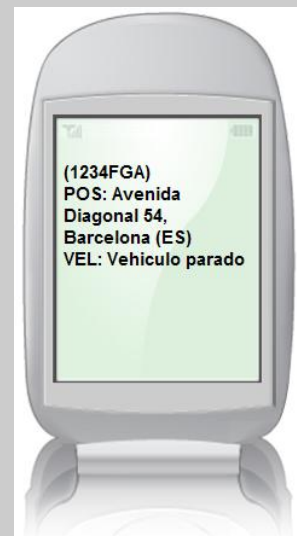 (1234FGA)
POS: Avenida
Diagonal 54,
Barcelona (ES)
VEL: Vehiculo parado